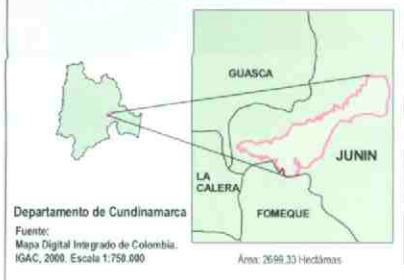 GUASCA
JUNIN
LA
CALERA
FOMEQUE
Departamento de Cundinamarca
Fuente:
Mapa Digital Integrado de Colombia.
IGAC, 2000. Escala 1:750.000
Área: 2699,33 Hectáreas